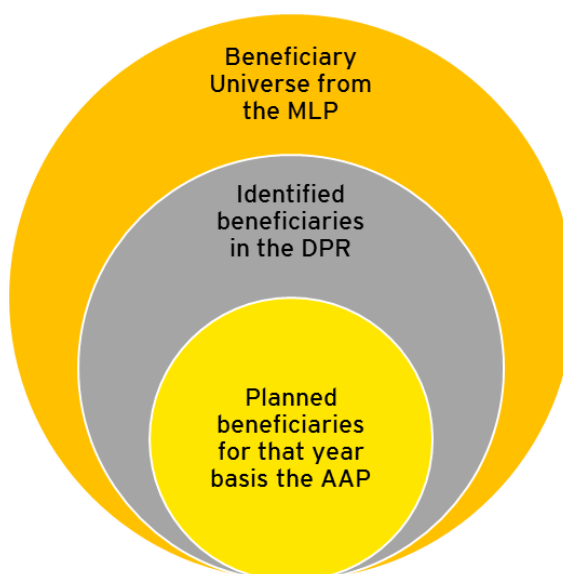 Beneficiary
Universe from
the MLP
Identified
beneficiaries
in the DPR
Planned
beneficiaries
for that year
basis the AAP